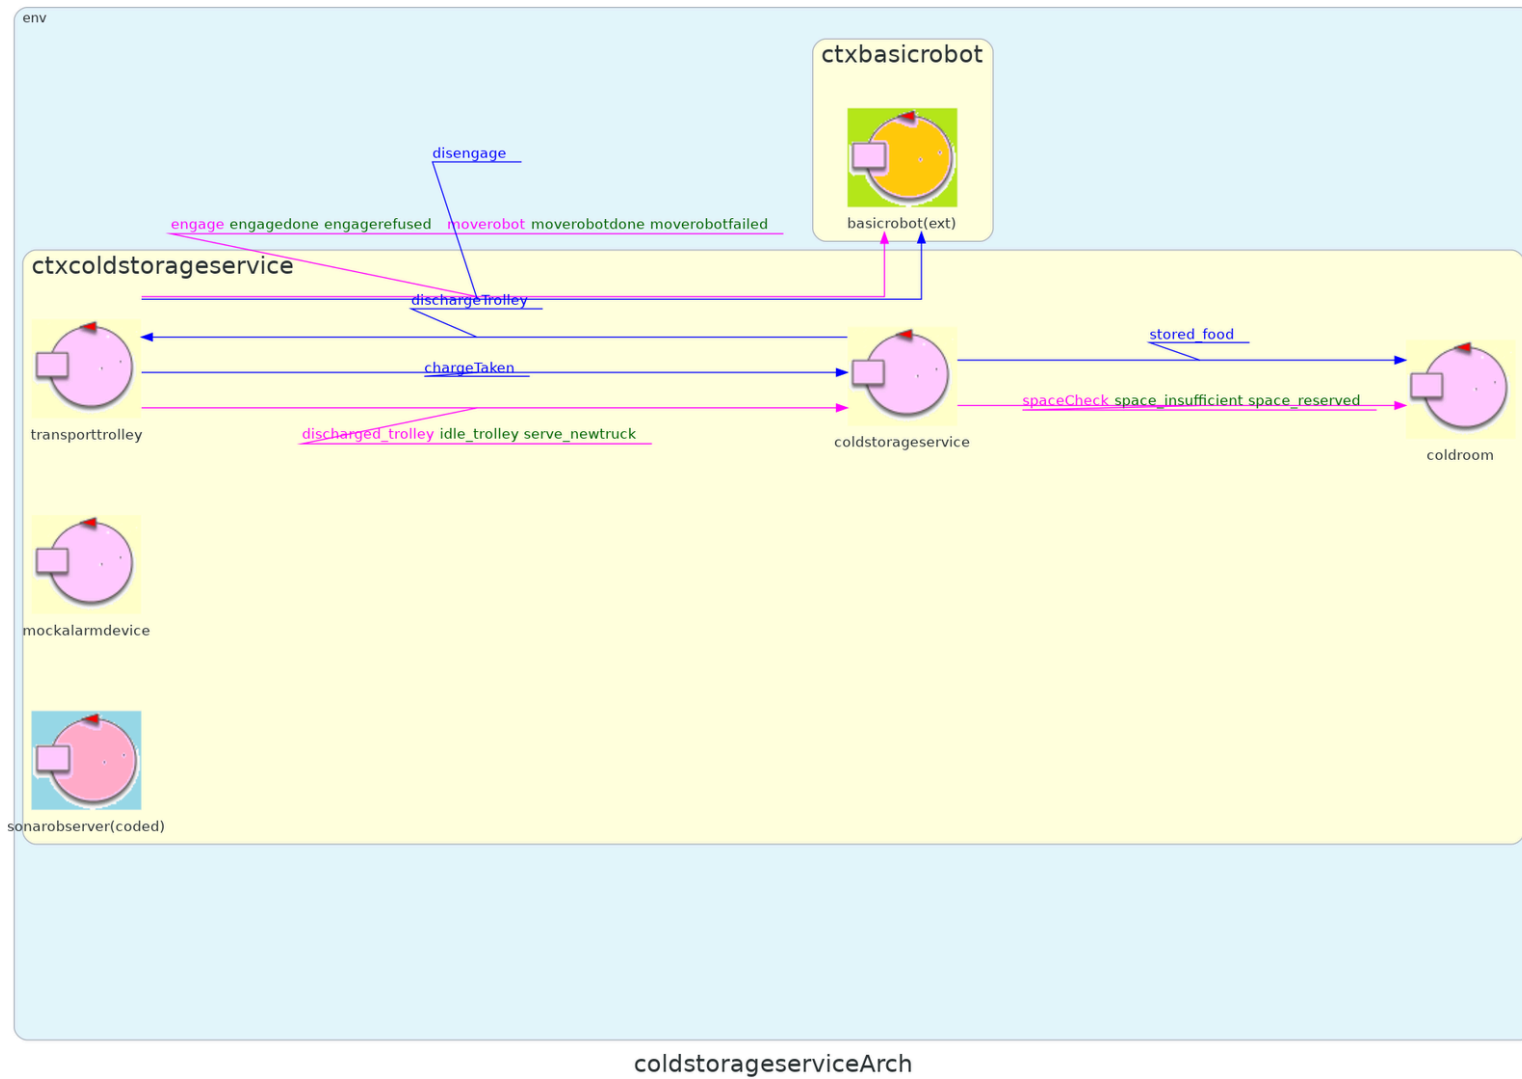 env
ctxbasicrobot
disengage
engage engagedone engagerefused moverobot moverobotdone moverobotfailed
basicrobot(ext)
ctxcoldstorageservice
dischargeTrolley
stored_food
chargeTaken
spaceCheck space_insufficient space_reserved
discharged_trolley idle_trolley serve_newtruck
transporttrolley
coldstorageservice
coldroom
mockalarmdevice
sonarobserver(coded)
coldstorageserviceArch